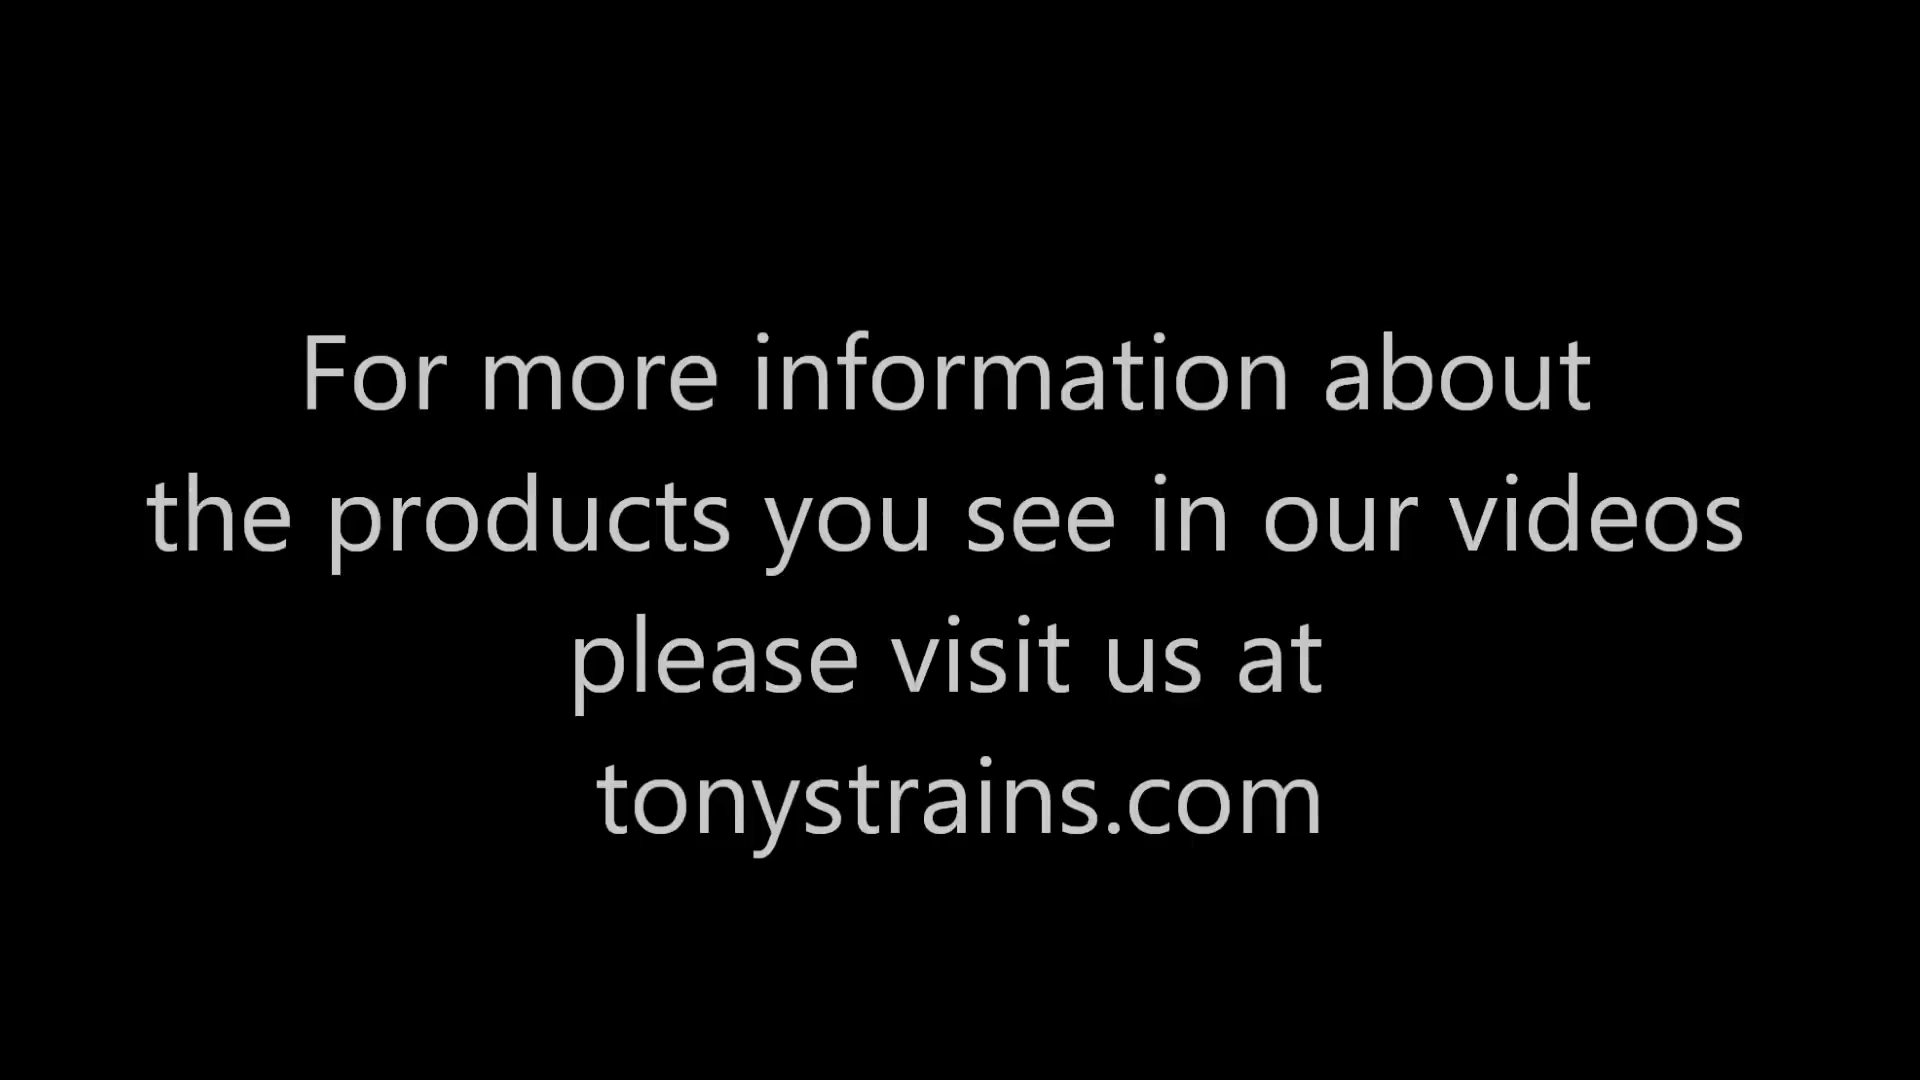 For more information about
the products you see in our videos
please visit us at
tonystrains.com